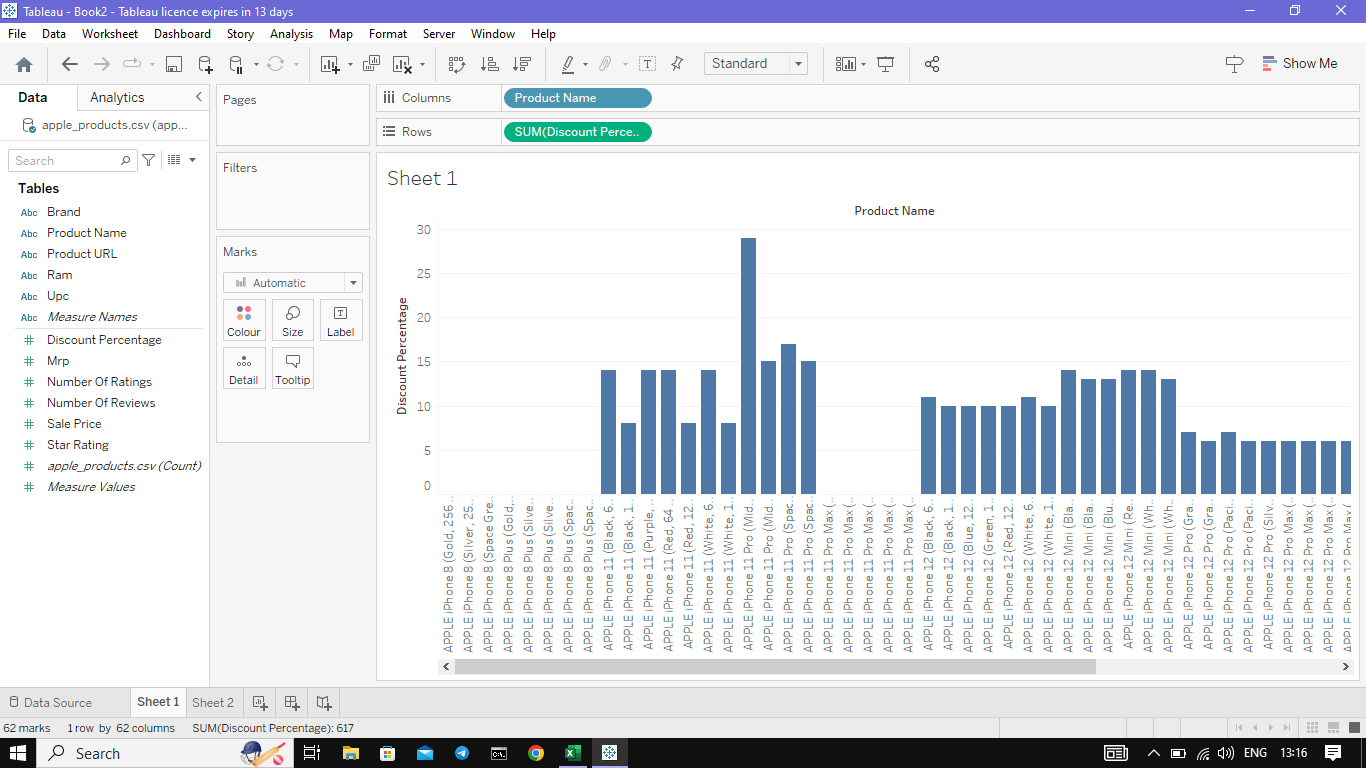 Tableau - Book2 - Tableau licence expires in 13 days
File Data Worksheet Dashboard Story Analysis Map Format Server Window Help
Standard
Show Me
Data Analytics
apple_products.csv (app...
Search
Tables
Abc Brand
Abc Product Name
Abc Product URL
Abc Ram
Abc Upc
Abc Measure Names
Discount Percentage
Mrp
Number Of Ratings
Number Of Reviews
Sale Price
Star Rating
apple_products.csv (Count)
Measure Values
Pages
Filters
Marks
Automatic
Colour Size Label
Detail Tooltip
Columns Product Name
Rows SUM(Discount Perce..
Sheet 1
Product Name
Discount Percentage
30
25
20
15
10
5
0
APPLE iPhone 8 (Gold, 256..
APPLE iPhone 8 (Silver, 25..
APPLE iPhone 8 (Space Gre..
APPLE iPhone 8 Plus (Gold,..
APPLE iPhone 8 Plus (Silve..
APPLE iPhone 8 Plus (Silve..
APPLE iPhone 8 Plus (Spac..
APPLE iPhone 8 Plus (Spac..
APPLE iPhone 11 (Black, 6..
APPLE iPhone 11 (Black, 1..
APPLE iPhone 11 (Purple, ..
APPLE iPhone 11 (Red, 64..
APPLE iPhone 11 (Red, 12..
APPLE iPhone 11 (White, 6..
APPLE iPhone 11 (White, 1..
APPLE iPhone 11 Pro (Mid..
APPLE iPhone 11 Pro (Mid..
APPLE iPhone 11 Pro (Spac..
APPLE iPhone 11 Pro (Spac..
APPLE iPhone 11 Pro Max (..
APPLE iPhone 11 Pro Max (..
APPLE iPhone 11 Pro Max (..
APPLE iPhone 11 Pro Max (..
APPLE iPhone 11 Pro Max (..
APPLE iPhone 12 (Black, 6..
APPLE iPhone 12 (Black, 1..
APPLE iPhone 12 (Blue, 12..
APPLE iPhone 12 (Green, 1..
APPLE iPhone 12 (Red, 12..
APPLE iPhone 12 (White, 6..
APPLE iPhone 12 (White, 1..
APPLE iPhone 12 Mini (Bla..
APPLE iPhone 12 Mini (Bla..
APPLE iPhone 12 Mini (Blu..
APPLE iPhone 12 Mini (Re..
APPLE iPhone 12 Mini (Wh..
APPLE iPhone 12 Mini (Wh..
APPLE iPhone 12 Pro (Gra..
APPLE iPhone 12 Pro (Gra..
APPLE iPhone 12 Pro (Paci..
APPLE iPhone 12 Pro (Paci..
APPLE iPhone 12 Pro (Silv..
APPLE iPhone 12 Pro Max (..
APPLE iPhone 12 Pro Max (..
APPLE iPhone 12 Pro Max (..
APPLE iPhone 12 Pro Max (..
Data Source Sheet 1 Sheet 2
62 marks 1 row by 62 columns SUM(Discount Percentage): 617
Search
ENG 13:16